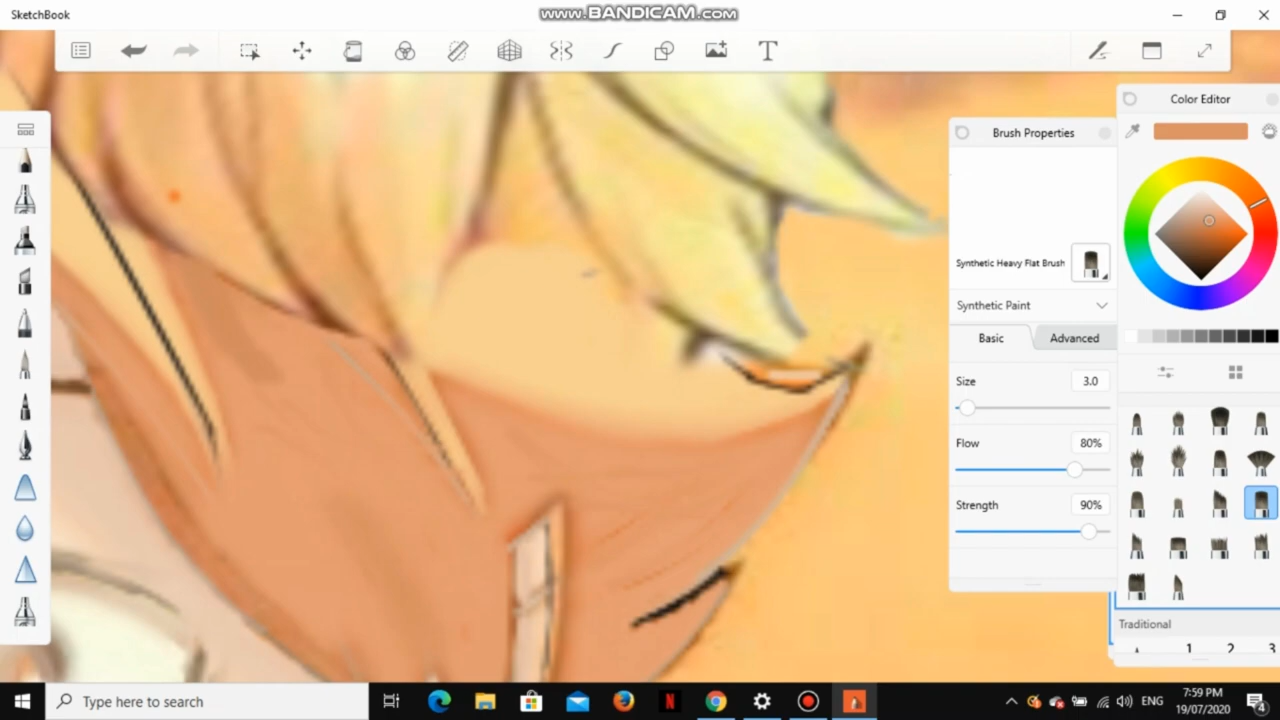 SketchBook
www.BANDICAM.com
Color Editor
Brush Properties
Synthetic Heavy Flat Brush
Synthetic Paint
Basic
Advanced
Size
3.0
Flow
80%
Strength
90%
Traditional
1 2 3
Type here to search
N
ENG
7:59 PM
19/07/2020
4